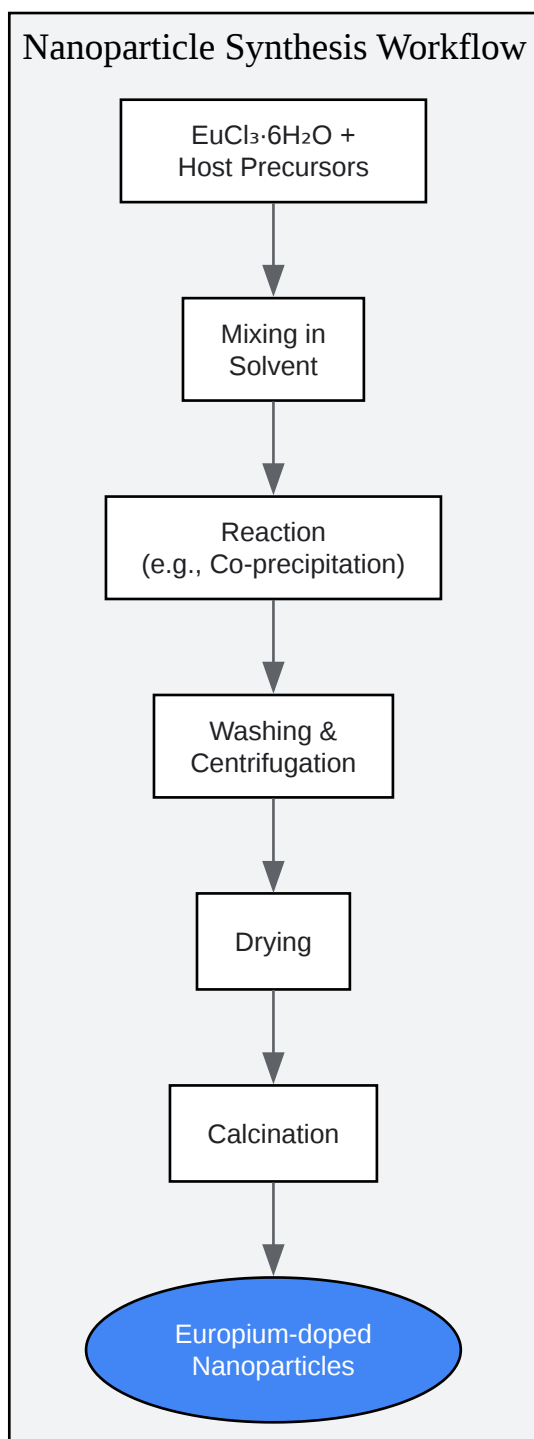 Nanoparticle Synthesis Workflow
EuCl₃·6H₂O +
Host Precursors
Mixing in
Solvent
Reaction
(e.g., Co-precipitation)
Washing &
Centrifugation
Drying
Calcination
Europium-doped
Nanoparticles